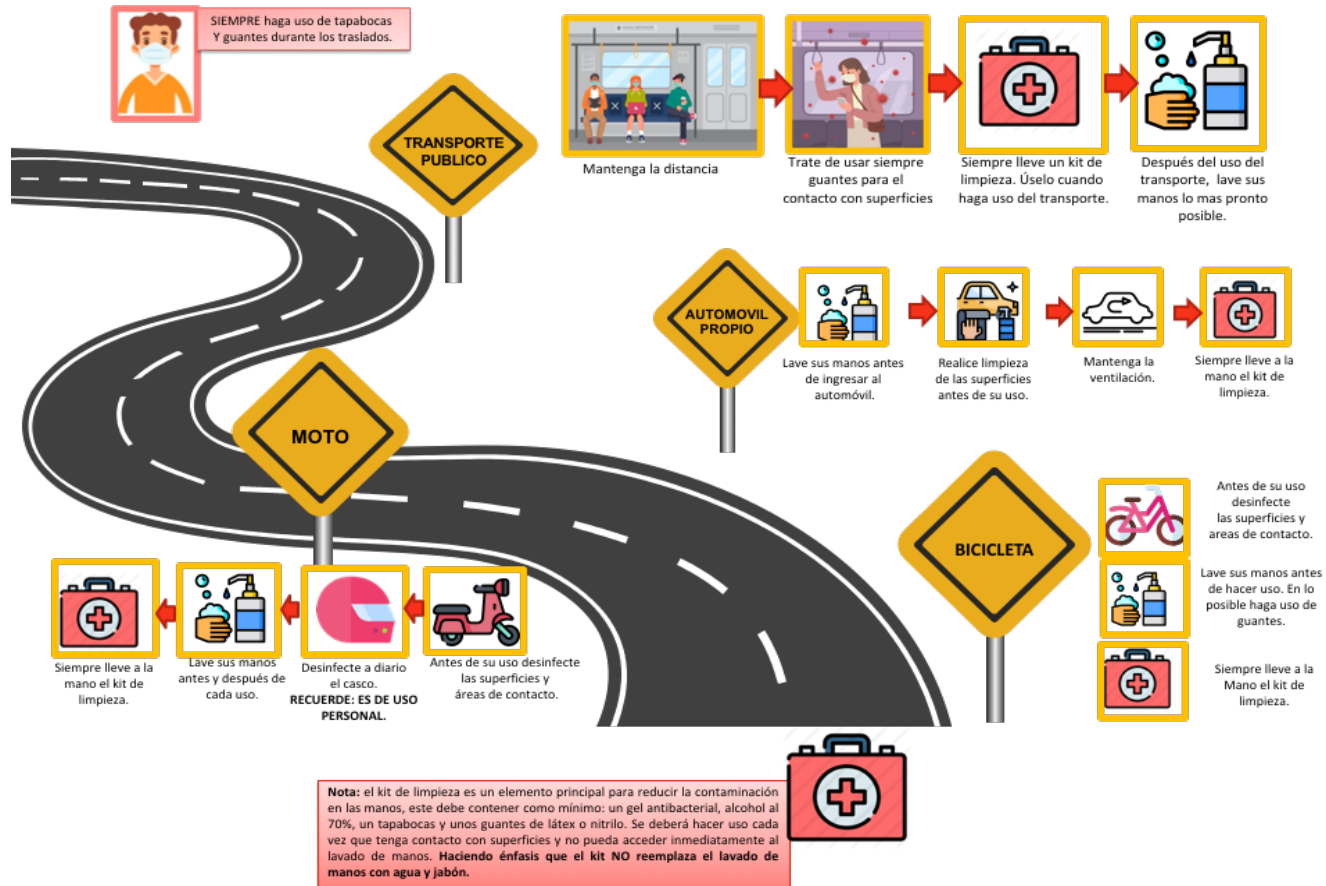 SIEMPRE haga uso de tapabocas
Y guantes durante los traslados.
TRANSPORTE
PUBLICO
Mantenga la distancia
Trate de usar siempre
guantes para el
contacto con superficies
Siempre lleve un kit de
limpieza. Úselo cuando
haga uso del transporte.
Después del uso del
transporte, lave sus
manos lo mas pronto
posible.
AUTOMOVIL
PROPIO
Lave sus manos antes
de ingresar al
automóvil.
Realice limpieza
de las superficies
antes de su uso.
Mantenga la
ventilación.
Siempre lleve a la
mano el kit de
limpieza.
MOTO
Siempre lleve a la
mano el kit de
limpieza.
Lave sus manos
antes y después de
cada uso.
Desinfecte a diario
el casco.
RECUERDE: ES DE USO
PERSONAL.
Antes de su uso desinfecte
las superficies y
áreas de contacto.
BICICLETA
Antes de su uso
desinfecte
las superficies y
areas de contacto.
Lave sus manos antes
de hacer uso. En lo
posible haga uso de
guantes.
Siempre lleve a la
Mano el kit de
limpieza.
Nota: el kit de limpieza es un elemento principal para reducir la contaminación
en las manos, este debe contener como mínimo: un gel antibacterial, alcohol al
70%, un tapabocas y unos guantes de látex o nitrilo. Se deberá hacer uso cada
vez que tenga contacto con superficies y no pueda acceder inmediatamente al
lavado de manos. Haciendo énfasis que el kit NO reemplaza el lavado de
manos con agua y jabón.